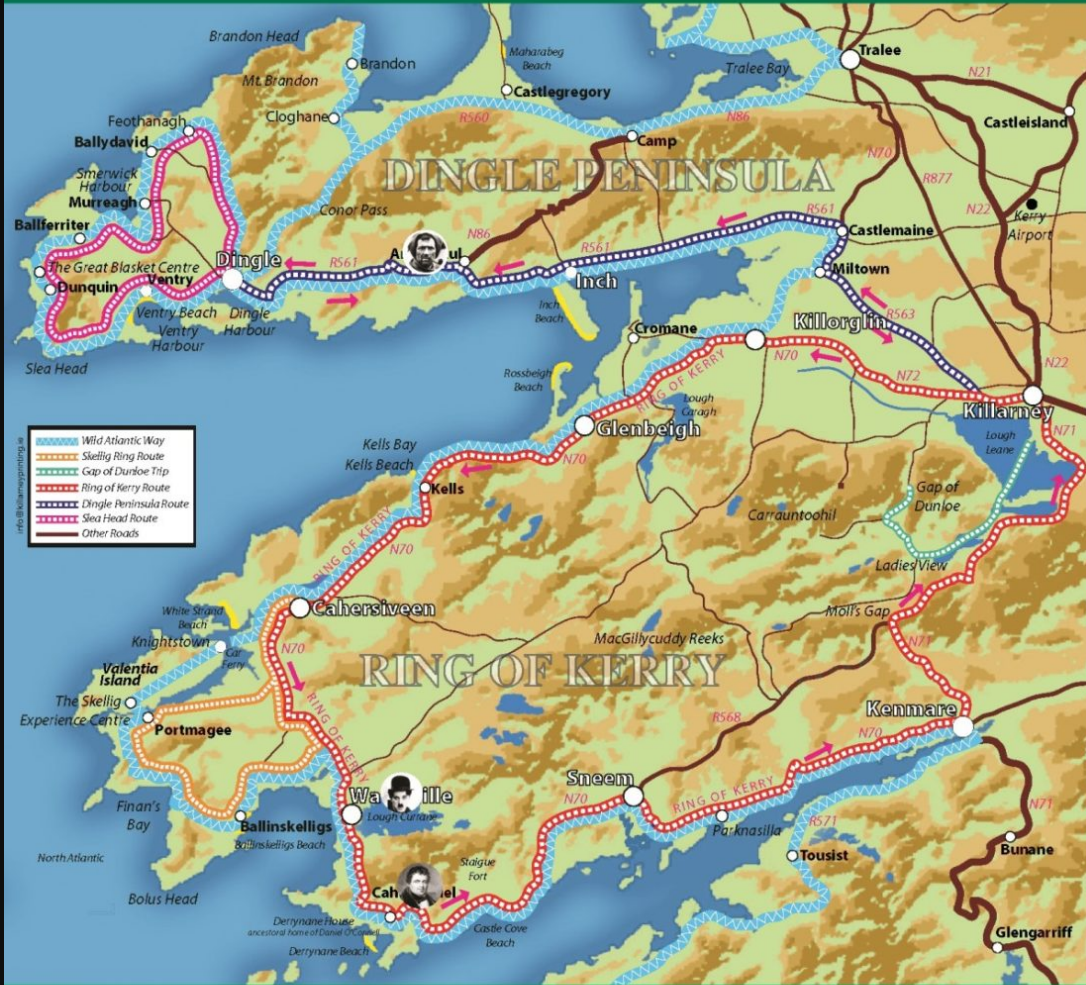 Brandon Head
Brandon
Mt. Brandon
Maharabeg
Beach
Tralee Bay
Tralee
N21
Castlegregory
Castleisland
Cloghane
Feothanagh
Ballydavid
R560
Camp
N86
N70
R877
DINGLE PENINSULA
Smerwick
Harbour
Murreagh
Conor Pass
N22
Kerry
Airport
Ballferriter
N86
R561
Castlemaine
The Great Blasket Centre
Dunquin
Ventry
Dingle
R561
R561
Inch
Miltown
Ventry Beach
Ventry
Harbour
Dingle
Harbour
Inch
Beach
Cromane
Killorglin
R563
Slea Head
Rossbeigh
Beach
RING OF KERRY
N70
N72
N22
Killarney
Lough
Caragh
Glenbeigh
Lough
Leane
N71
Wild Atlantic Way
Skellig Ring Route
Gap of Dunloe Trip
Ring of Kerry Route
Dingle Peninsula Route
Slea Head Route
Other Roads
info@killarneyprinting.ie
Kells Bay
Kells Beach
N70
Kells
Gap of
Dunloe
Carrauntoohil
RING OF KERRY
N70
Ladies View
White Strand
Beach
Cahersiveen
Moll's Gap
Knightstown
Car
Ferry
N70
MacGillycuddy Reeks
N71
Valentia
Island
RING OF KERRY
The Skellig
Experience Centre
Portmagee
RING OF KERRY
R568
Kenmare
N70
Sneem
Finan's
Bay
Lough Currane
N70
RING OF KERRY
Parknasilla
R571
N71
Ballinskelligs
Ballinskelligs Beach
North Atlantic
Bolus Head
Staigue
Fort
Tousist
Bunane
Derrynane House
ancestoral home of Daniel O'Connell
Castle Cove
Beach
Derrynane Beach
Glengarriff